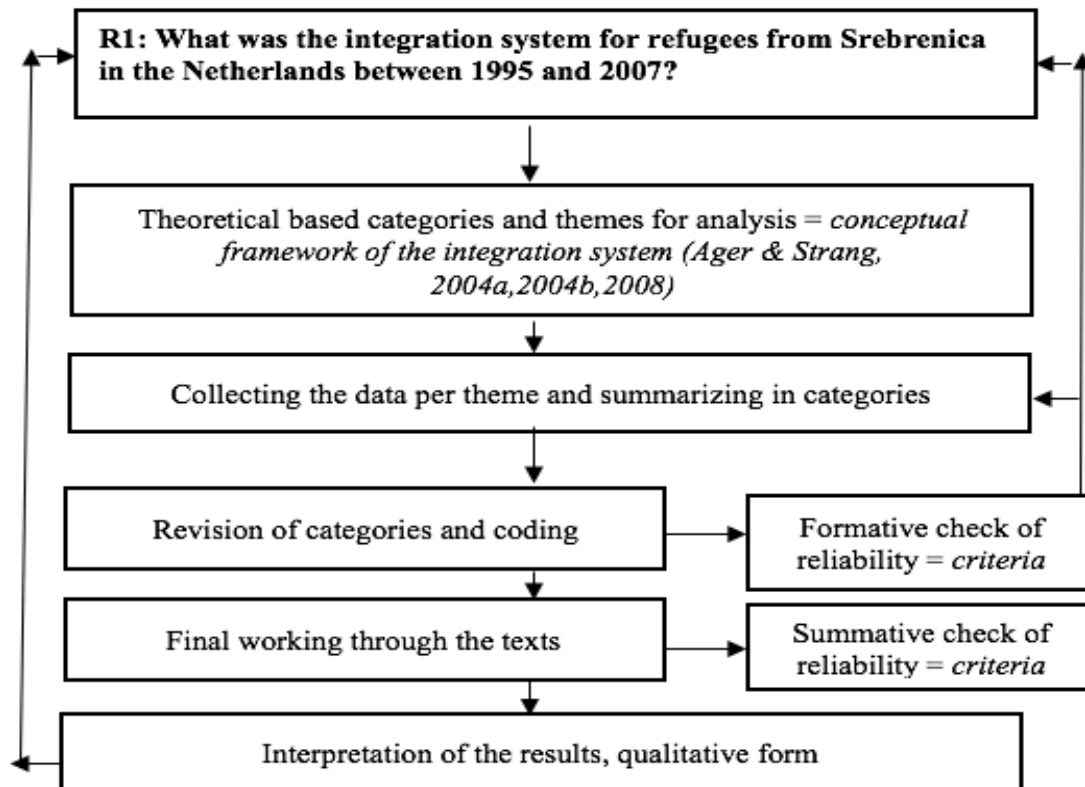 R1: What was the integration system for refugees from Srebrenica
in the Netherlands between 1995 and 2007?
Theoretical based categories and themes for analysis = conceptual
framework of the integration system (Ager & Strang,
2004a,2004b,2008)
Collecting the data per theme and summarizing in categories
Revision of categories and coding
Formative check of
reliability = criteria
Final working through the texts
Summative check of
reliability = criteria
Interpretation of the results, qualitative form